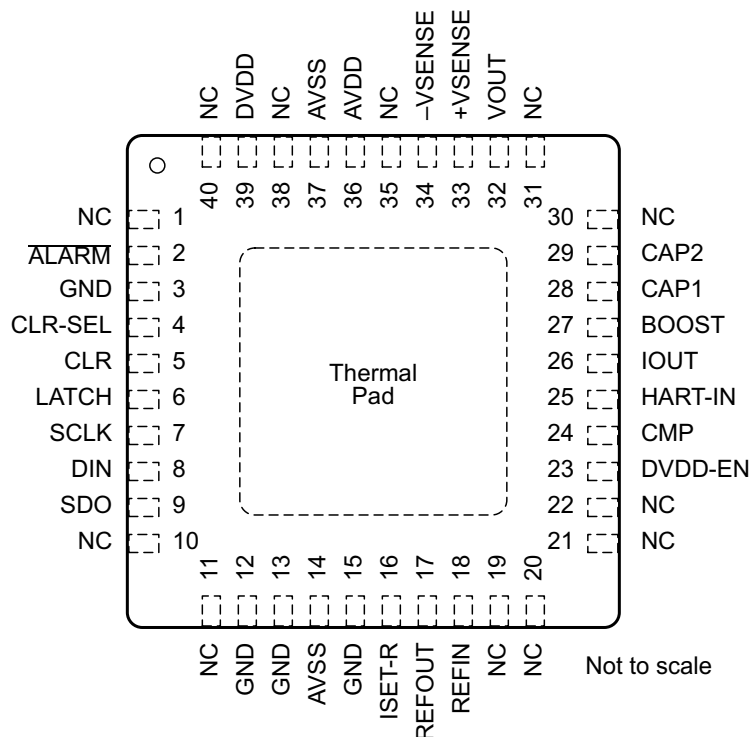 NC
DVDD
NC
AVSS
AVDD
NC
–VSENSE
+VSENSE
VOUT
NC
40
39
38
37
36
35
34
33
32
31
NC 1
ALARM 2
GND 3
CLR-SEL 4
CLR 5
LATCH 6
SCLK 7
DIN 8
SDO 9
NC 10
Thermal
Pad
30 NC
29 CAP2
28 CAP1
27 BOOST
26 IOUT
25 HART-IN
24 CMP
23 DVDD-EN
22 NC
21 NC
11
12
13
14
15
16
17
18
19
20
NC
GND
GND
AVSS
GND
ISET-R
REFOUT
REFIN
NC
NC
Not to scale